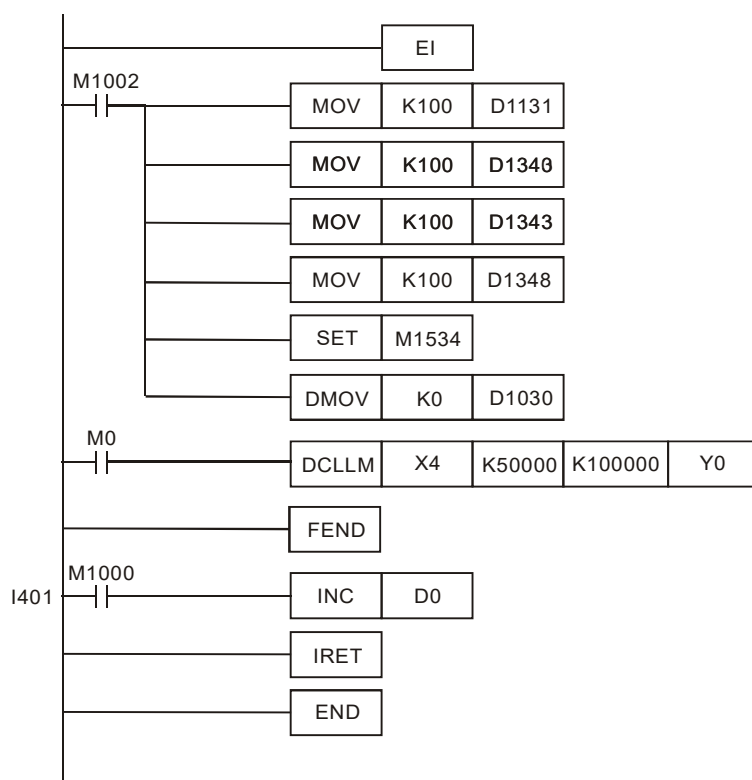 EI
M1002
MOV K100 D1131
MOV K100 D1340
MOV K100 D1343
MOV K100 D1348
SET M1534
DMOV K0 D1030
M0
DCLLM X4 K50000 K100000 Y0
FEND
M1000
I401 INC D0
IRET
END